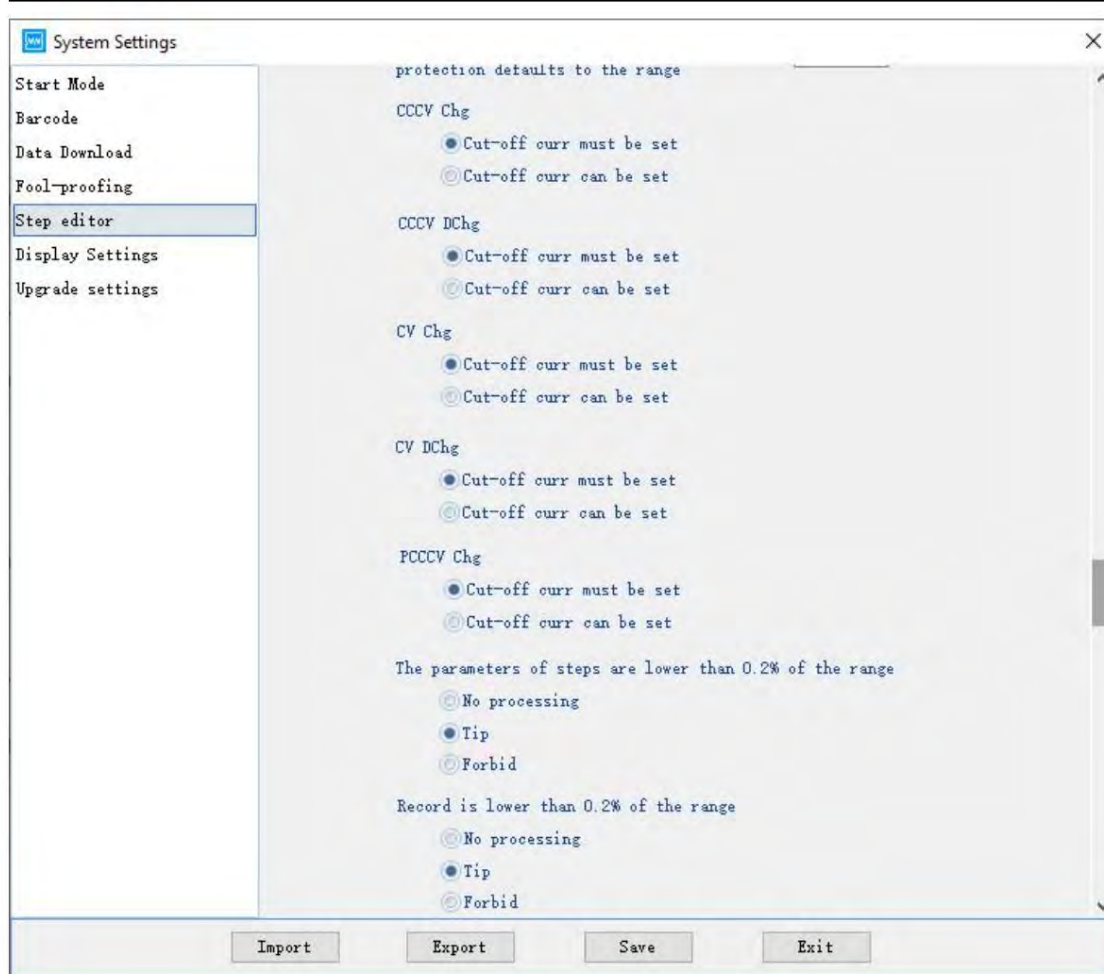 System Settings
Start Mode
Barcode
Data Download
Fool-proofing
Step editor
Display Settings
Upgrade settings
protection defaults to the range
CCCV Chg
Cut-off curr must be set
Cut-off curr can be set
CCCV DChg
Cut-off curr must be set
Cut-off curr can be set
CV Chg
Cut-off curr must be set
Cut-off curr can be set
CV DChg
Cut-off curr must be set
Cut-off curr can be set
PCCCV Chg
Cut-off curr must be set
Cut-off curr can be set
The parameters of steps are lower than 0.2% of the range
No processing
Tip
Forbid
Record is lower than 0.2% of the range
No processing
Tip
Forbid
Import Export Save Exit